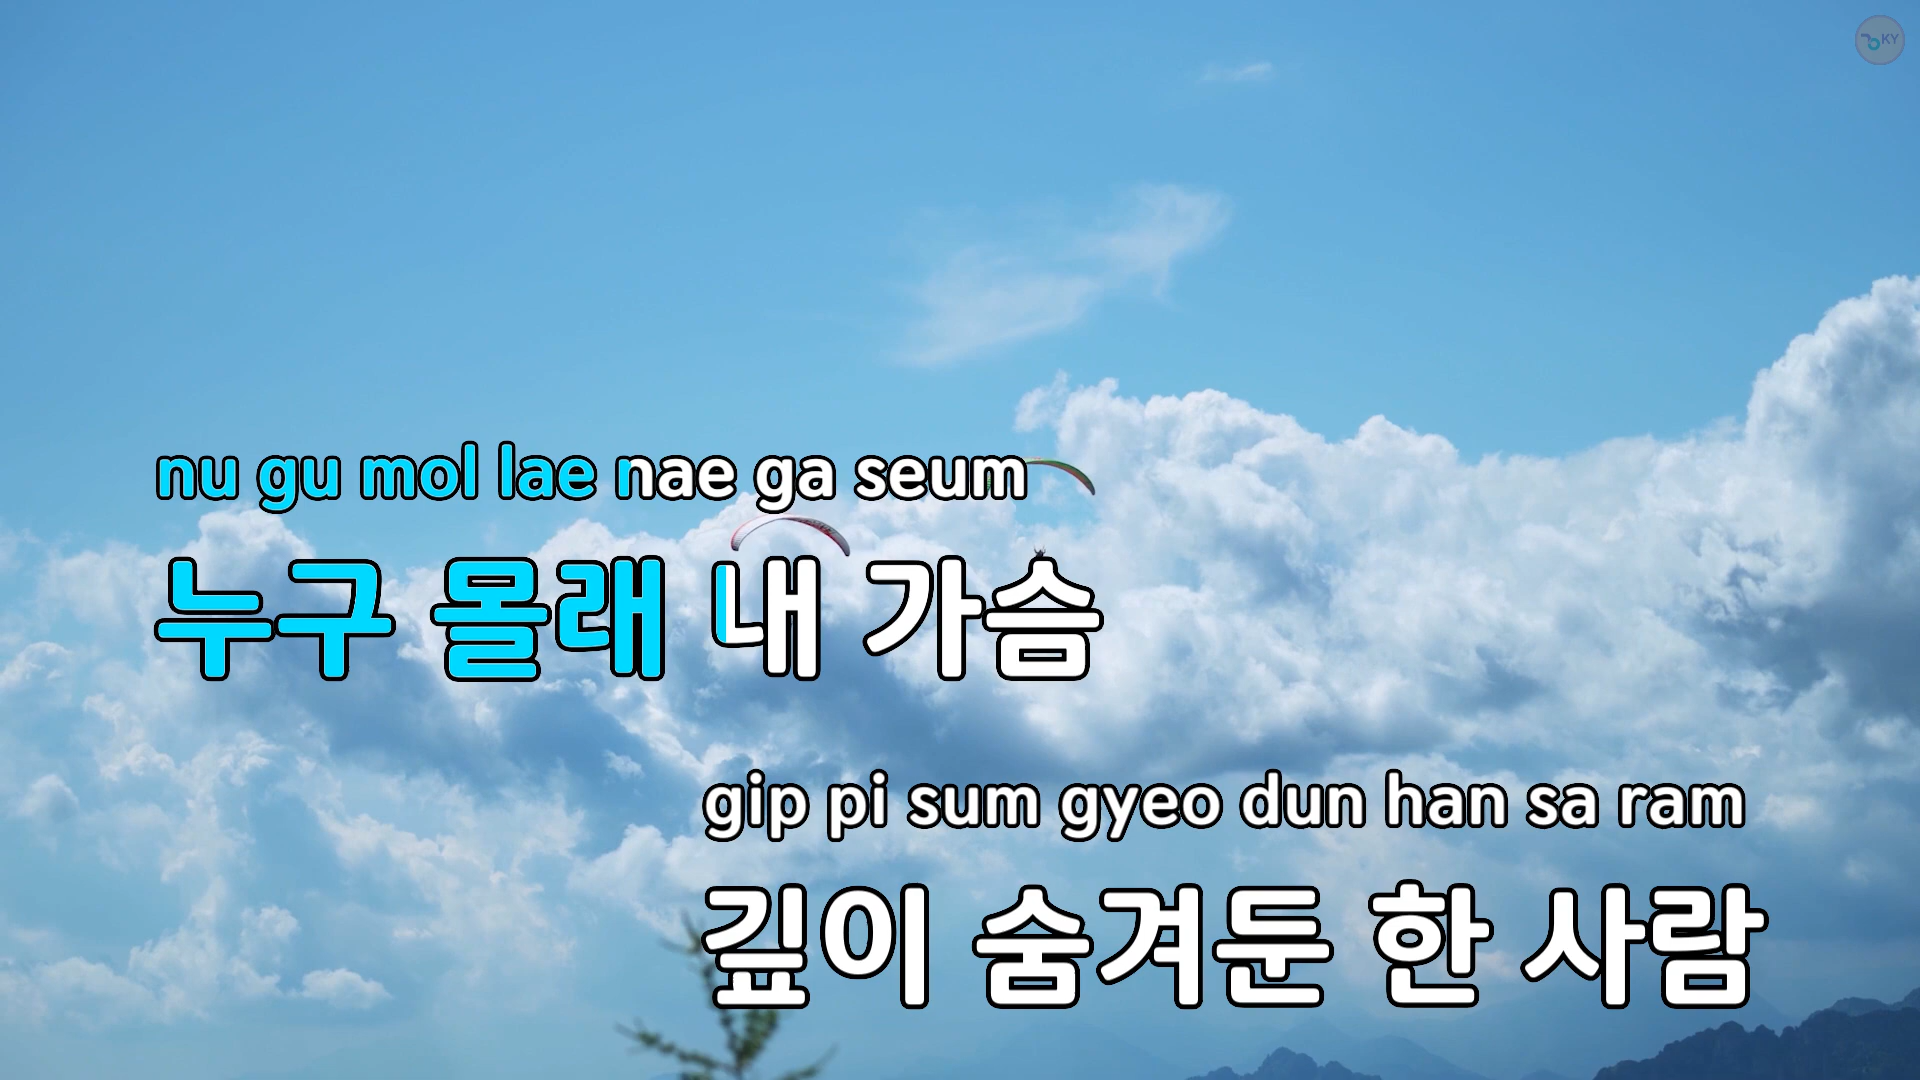 KY
nu gu mol lae nae ga seum
누구 몰래 내 가슴
gip pi sum gyeo dun han sa ram
깊이 숨겨둔 한 사람